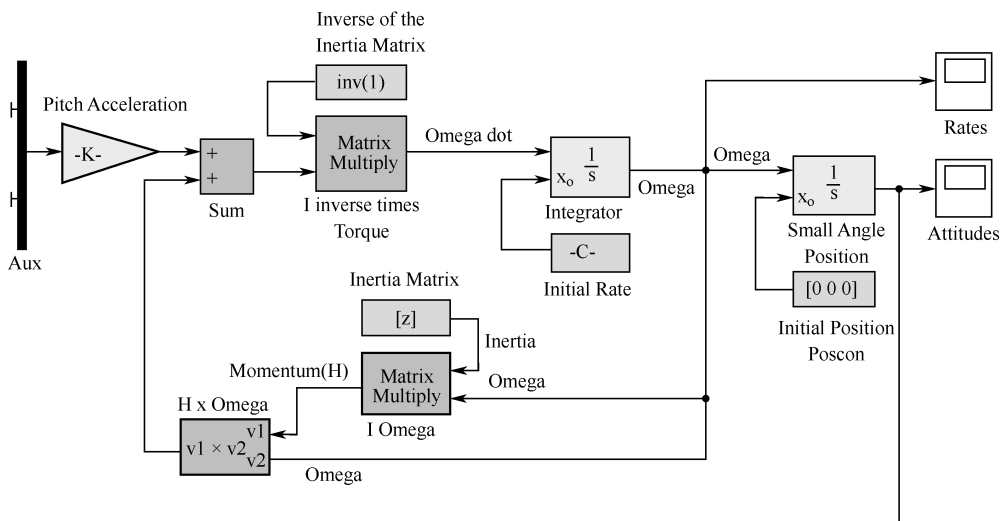 Inverse of the
Inertia Matrix
inv(1)
Pitch Acceleration
-K-
Aux
+
+
Sum
Matrix
Multiply
I inverse times
Torque
Omega dot
1
s
xo
Integrator
Omega
-C-
Initial Rate
Rates
Omega
1
s
xo
Small Angle
Position
Attitudes
[0 0 0]
Initial Position
Poscon
Inertia Matrix
[z]
Inertia
Momentum(H)
Matrix
Multiply
I Omega
Omega
H x Omega
v1
v1 × v2
v2
Omega